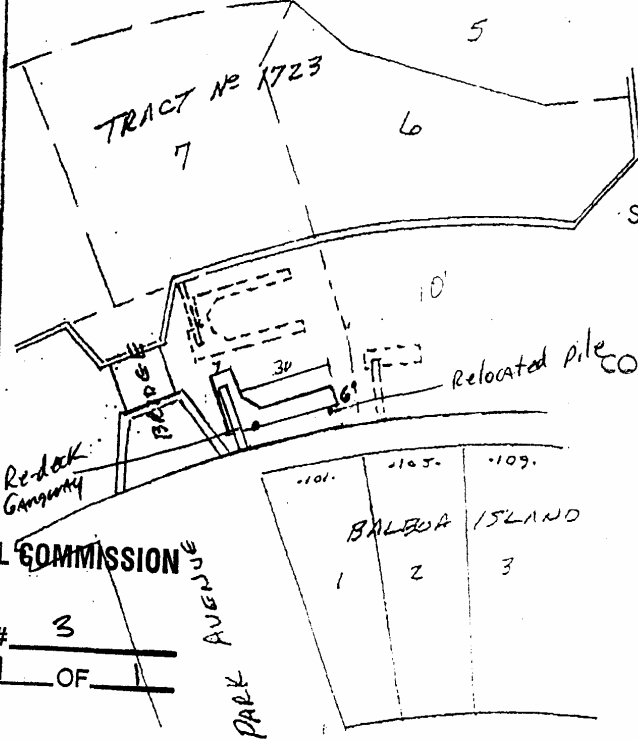 5
TRACT Nº 1723
6
7
S
10'
BRIDGE
30
6'
Relocated pile
CO
Re-deck
Gangway
.101. .105. .109.
BALBOA ISLAND
1 2 3
L COMMISSION
PARK AVENUE
# 3
OF